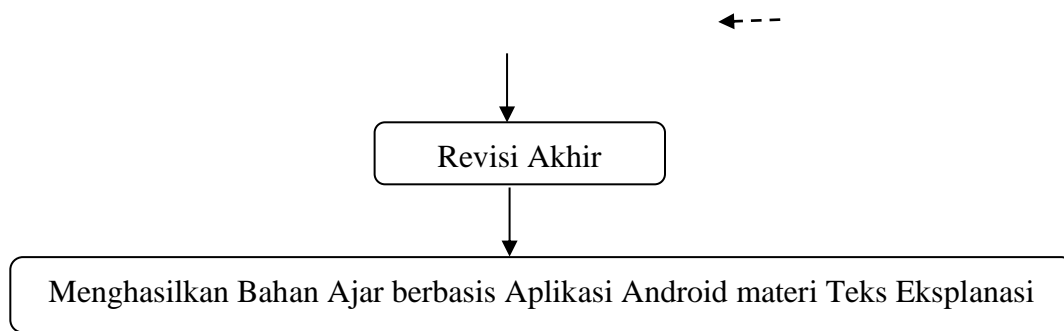 Revisi Akhir
Menghasilkan Bahan Ajar berbasis Aplikasi Android materi Teks Eksplanasi